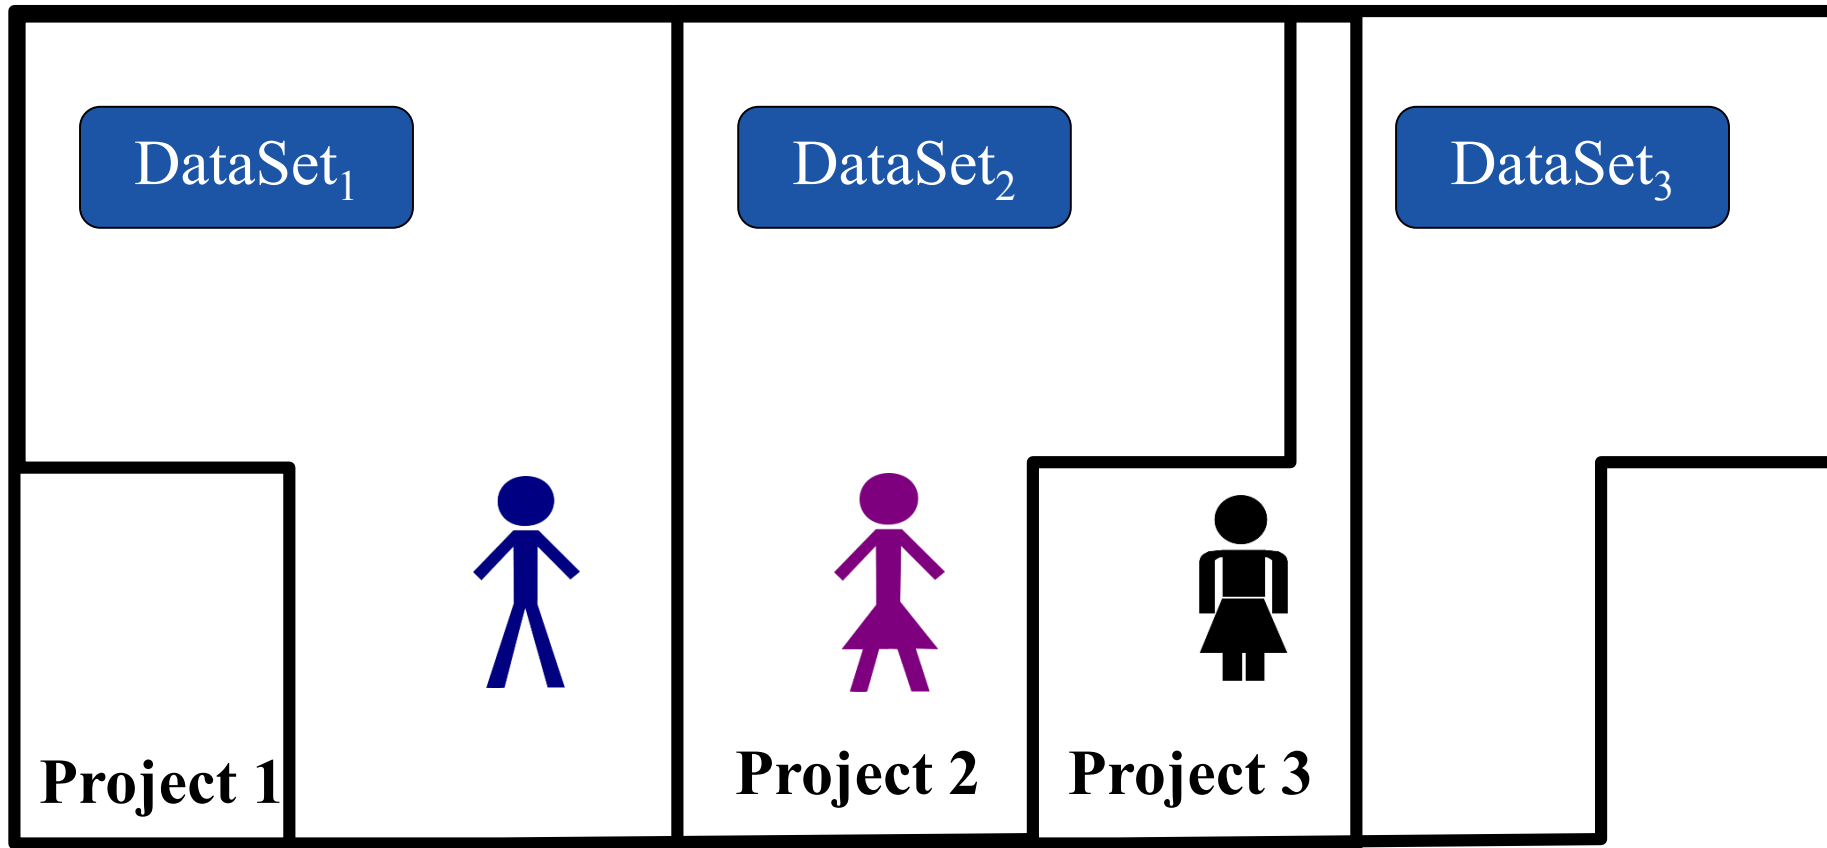 DataSet₁
DataSet₂
DataSet₃
Project 1
Project 2
Project 3